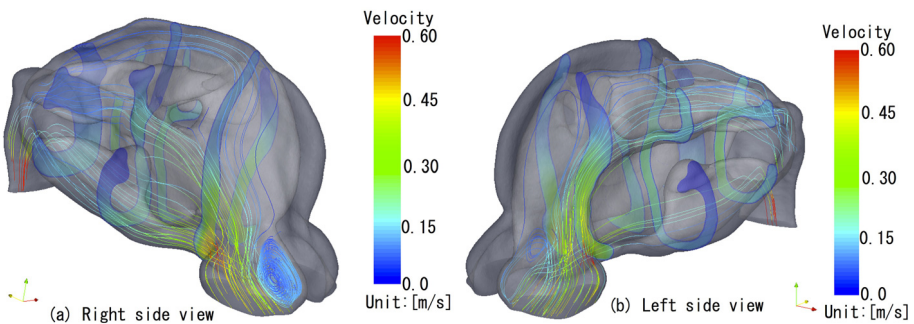 Velocity
0.60
0.45
0.30
0.15
0.0
Unit:[m/s]
(a) Right side view
Velocity
0.60
0.45
0.30
0.15
0.0
Unit:[m/s]
(b) Left side view